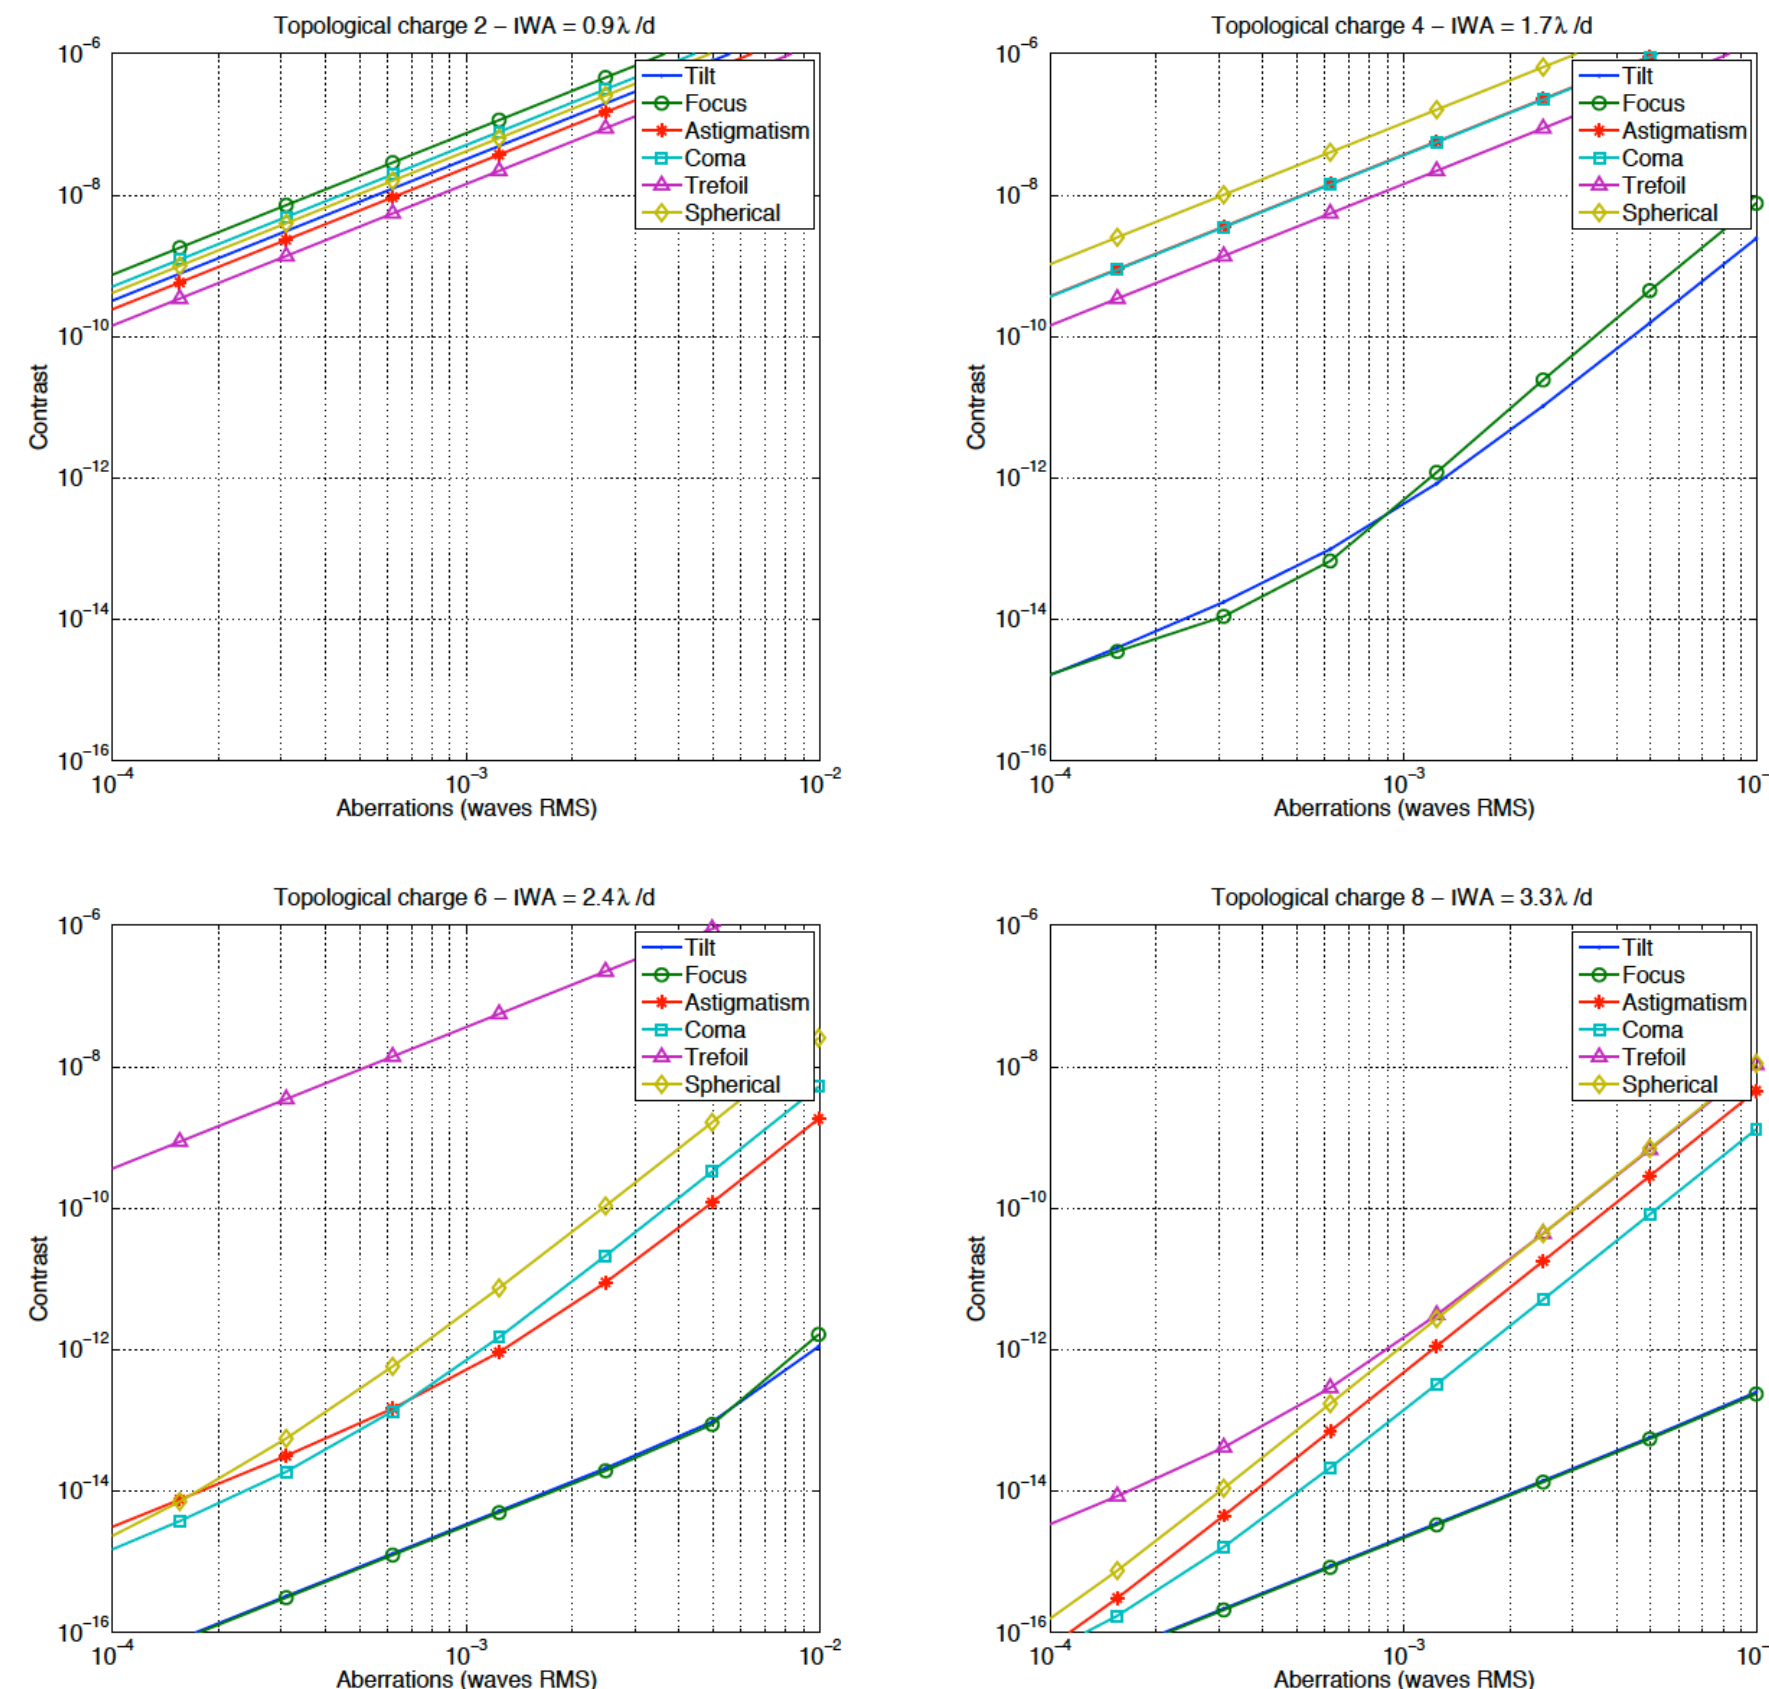 Topological charge 2 – IWA = 0.9λ /d
10^−6
10^−8
10^−10
10^−12
10^−14
10^−16
Contrast
Tilt
Focus
Astigmatism
Coma
Trefoil
Spherical
10^−4
10^−3
10^−2
Aberrations (waves RMS)
Topological charge 4 – IWA = 1.7λ /d
10^−6
10^−8
10^−10
10^−12
10^−14
10^−16
Contrast
Tilt
Focus
Astigmatism
Coma
Trefoil
Spherical
10^−4
10^−3
10^−
Aberrations (waves RMS)
Topological charge 6 – IWA = 2.4λ /d
10^−6
10^−8
10^−10
10^−12
10^−14
10^−16
Contrast
Tilt
Focus
Astigmatism
Coma
Trefoil
Spherical
10^−4
10^−3
10^−2
Aberrations (waves RMS)
Topological charge 8 – IWA = 3.3λ /d
10^−6
10^−8
10^−10
10^−12
10^−14
10^−16
Contrast
Tilt
Focus
Astigmatism
Coma
Trefoil
Spherical
10^−4
10^−3
10^−
Aberrations (waves RMS)